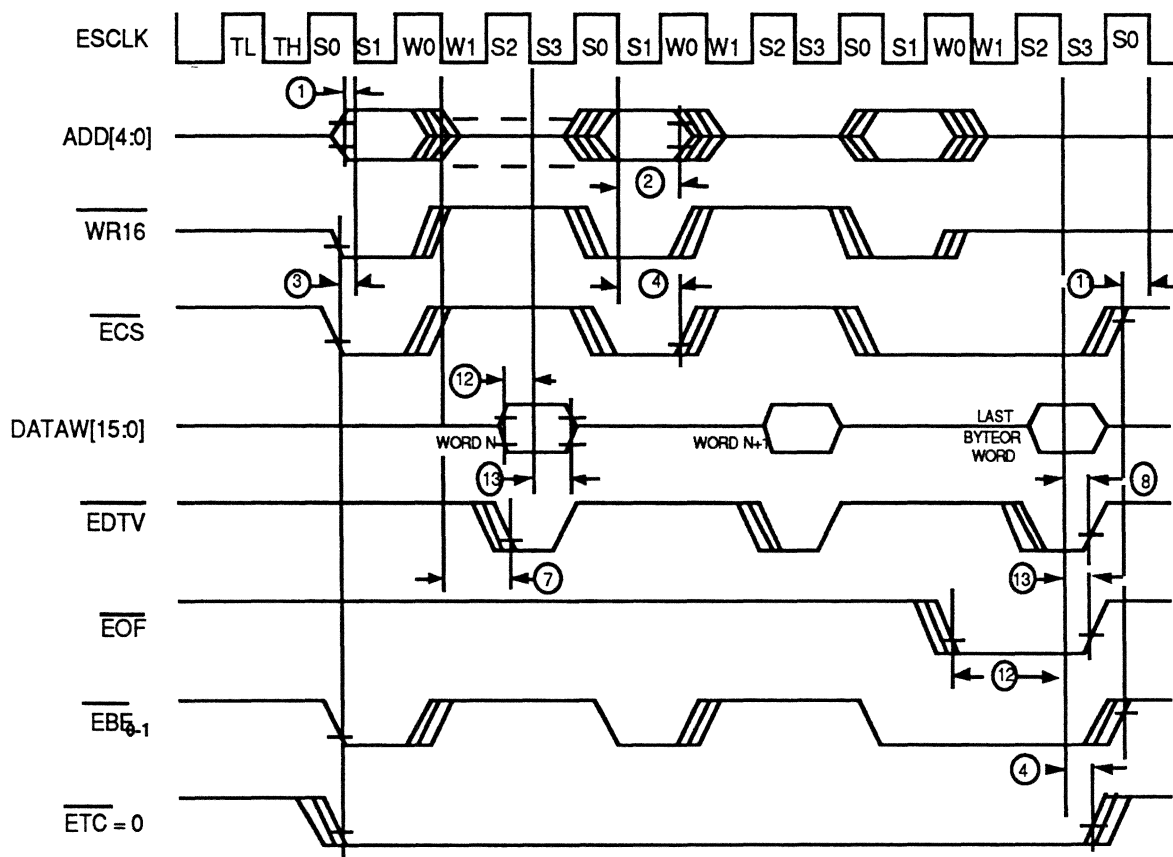 ESCLK TL TH S0 S1 W0 W1 S2 S3 S0 S1 W0 W1 S2 S3 S0 S1 W0 W1 S2 S3 S0
1
ADD[4:0]
2
WR16
3 4 1
ECS
12
DATAW[15:0]
WORD N WORD N+1 LAST
BYTEOR
WORD
13 8
EDTV
7 13
EOF
12
EBE0-1
4
ETC = 0